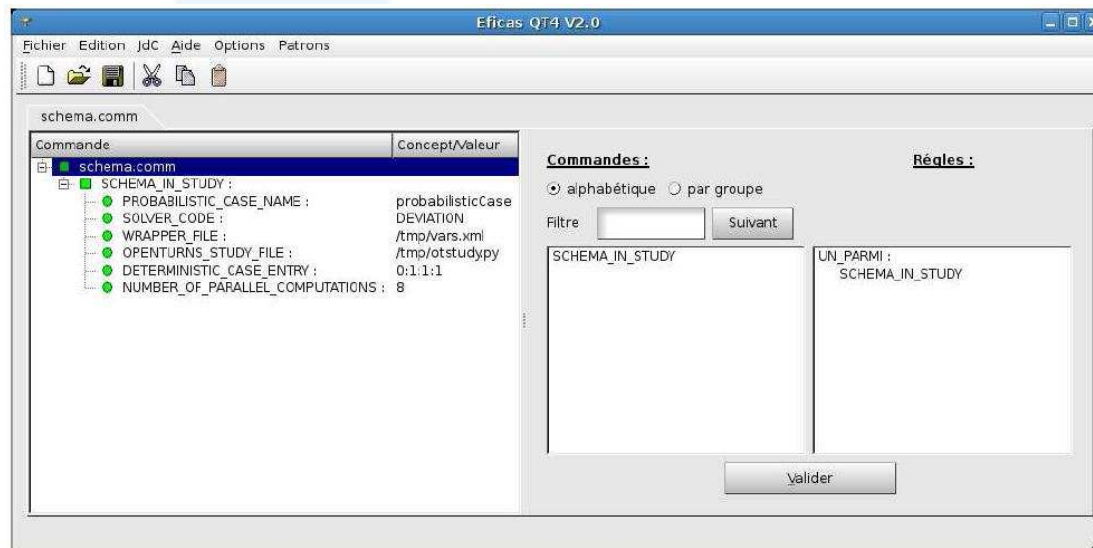 Eficas QT4 V2.0
Fichier Edition JdC Aide Options Patrons
schema.comm
Commande Concept/Valeur
schema.comm
SCHEMA_IN_STUDY :
PROBABILISTIC_CASE_NAME : probabilisticCase
SOLVER_CODE : DEVIATION
WRAPPER_FILE : /tmp/vars.xml
OPENTURNS_STUDY_FILE : /tmp/otstudy.py
DETERMINISTIC_CASE_ENTRY : 0:1:1:1
NUMBER_OF_PARALLEL_COMPUTATIONS : 8
Commandes :
alphabétique par groupe
Filtre Suivant
SCHEMA_IN_STUDY
Régles :
UN_PARMI :
SCHEMA_IN_STUDY
Valider